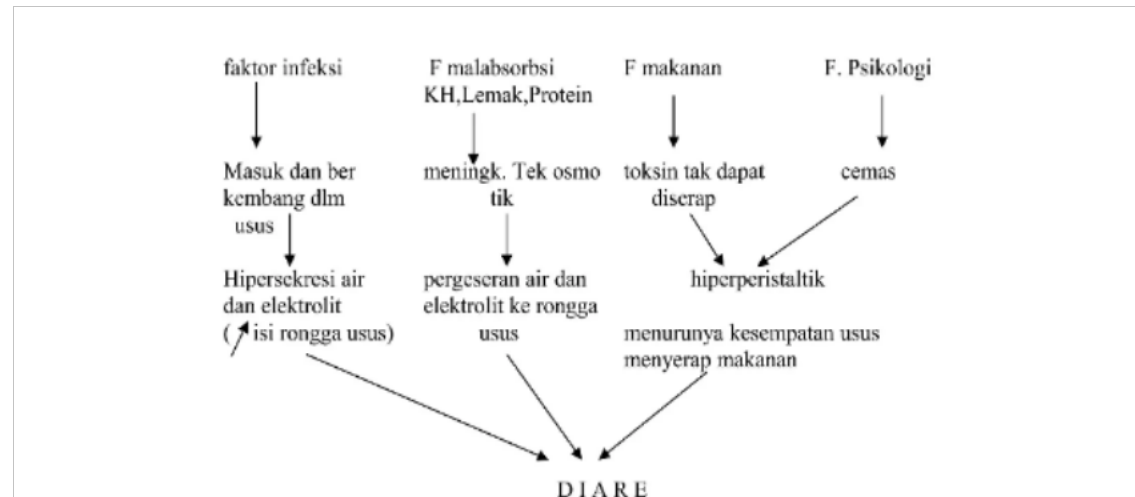 faktor infeksi
F malabsorbsi
KH,Lemak,Protein
F makanan
F. Psikologi
Masuk dan ber
kembang dlm
usus
meningk. Tek osmo
tik
toksin tak dapat
diserap
cemas
Hipersekresi air
dan elektrolit
( isi rongga usus)
pergeseran air dan
elektrolit ke rongga
usus
hiperperistaltik
menurunya kesempatan usus
menyerap makanan
D I A R E